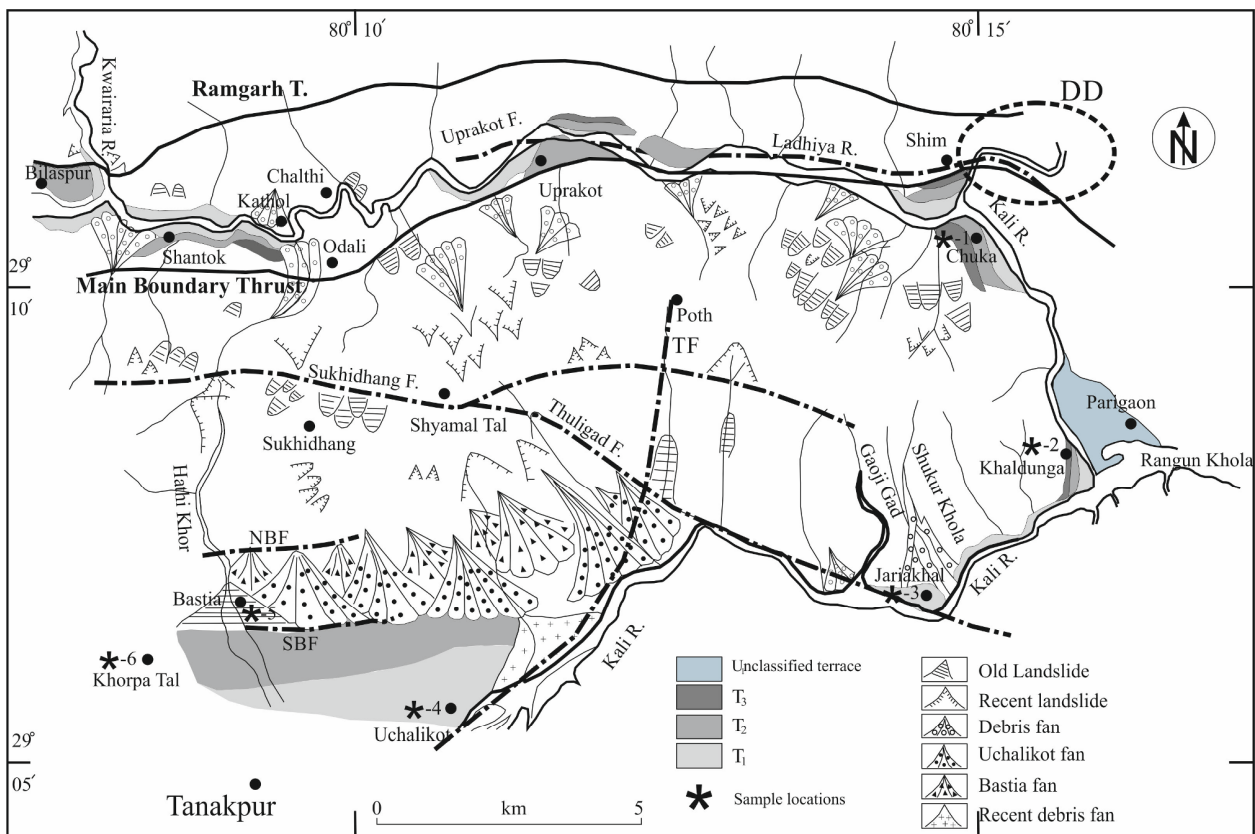 80° 10′
80° 15′
Kwairaria R.
Ramgarh T.
DD
Uprakot F.
Ladhiya R.
Shim
N
Bilaspur
Chalthi
Kathol
Uprakot
Kali R.
Shantok
Odali
-1
Chuka
29°
10′
Main Boundary Thrust
Poth
TF
Sukhidhang F.
Parigaon
Shyamal Tal
Thuligad F.
Sukhidhang
Gaoji Gad
Shukur Khola
-2
Khaldunga
Rangun Khola
Hathi Khor
NBF
Jariakhal
-3
Kali R.
Bastia
-5
SBF
Kali R.
-6
Khorpa Tal
-4
Uchalikot
29°
05′
Tanakpur
0 km 5
Unclassified terrace
T3
T2
T1
Sample locations
Old Landslide
Recent landslide
Debris fan
Uchalikot fan
Bastia fan
Recent debris fan